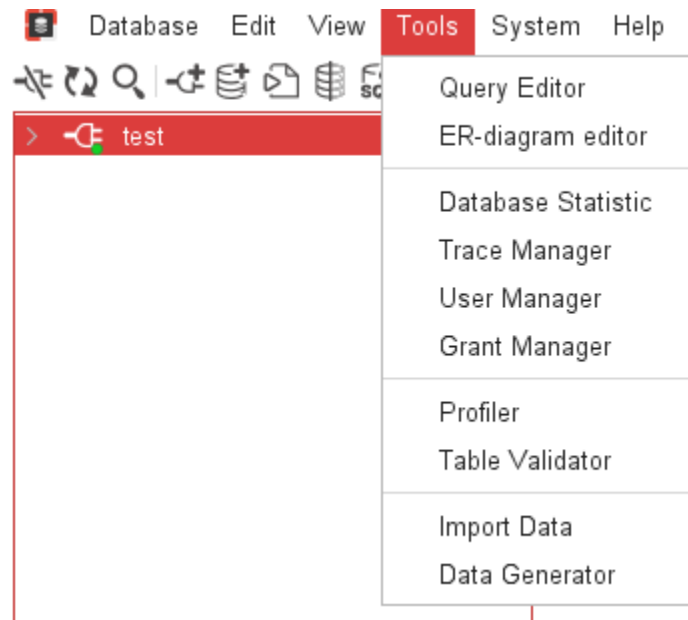 Database Edit View Tools System Help
test
Query Editor
ER-diagram editor
Database Statistic
Trace Manager
User Manager
Grant Manager
Profiler
Table Validator
Import Data
Data Generator